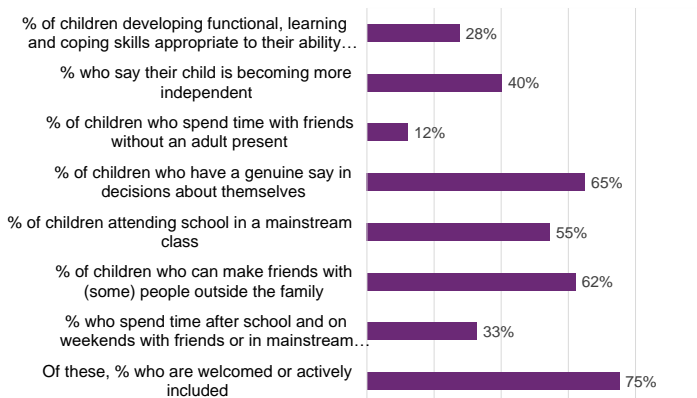 % of children developing functional, learning
and coping skills appropriate to their ability…
28%
% who say their child is becoming more
independent
40%
% of children who spend time with friends
without an adult present
12%
% of children who have a genuine say in
decisions about themselves
65%
% of children attending school in a mainstream
class
55%
% of children who can make friends with
(some) people outside the family
62%
% who spend time after school and on
weekends with friends or in mainstream…
33%
Of these, % who are welcomed or actively
included
75%